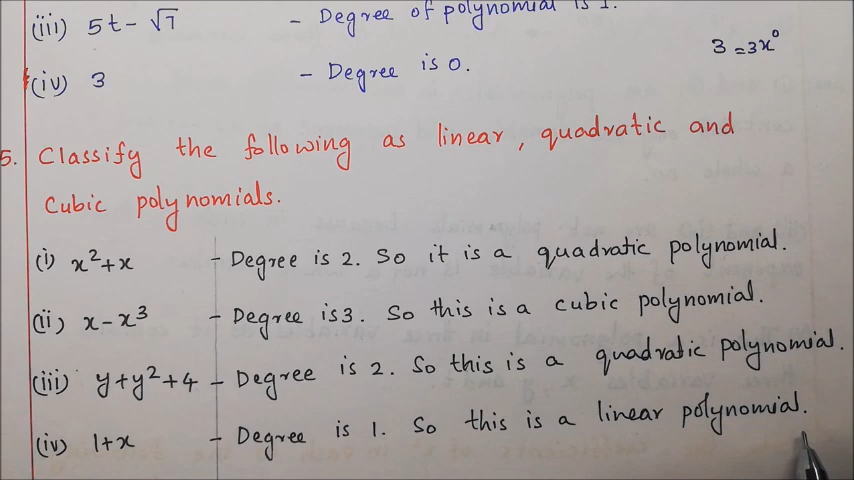 (iii) 5t - √7 - Degree of polynomial is 1.
(iv) 3 - Degree is 0. 3 = 3x⁰
5. Classify the following as linear, quadratic and
cubic polynomials.
(i) x² + x - Degree is 2. So it is a quadratic polynomial.
(ii) x - x³ - Degree is 3. So this is a cubic polynomial.
(iii) y + y² + 4 - Degree is 2. So this is a quadratic polynomial.
(iv) 1 + x - Degree is 1. So this is a linear polynomial.